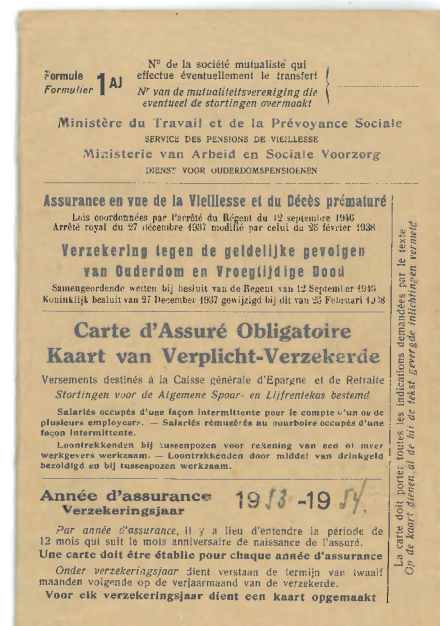 Formule 1 AJ
Formulier
N° de la société mutualiste qui
effectue éventuellement le transfert
Nr van de mutualiteitsvereniging die
eventueel de stortingen overmaakt
Ministère du Travail et de la Prévoyance Sociale
SERVICE DES PENSIONS DE VIEILLESSE
Ministerie van Arbeid en Sociale Voorzorg
DIENST VOOR OUDERDOMSPENSIOENEN
Assurance en vue de la Vieillesse et du Décès prématuré
Lois coordonnées par l'arrêté du Régent du 12 septembre 1946
Arrêté royal du 27 décembre 1937 modifié par celui du 25 février 1938
Verzekering tegen de geldelijke gevolgen
van Ouderdom en Vroegtijdige Dood
Samengeordende wetten bij besluit van de Regent van 12 September 1946
Koninklijk besluit van 27 December 1937 gewijzigd bij dit van 25 Februari 1938
Carte d'Assuré Obligatoire
Kaart van Verplicht-Verzekerde
Versements destinés à la Caisse générale d'Epargne et de Retraite
Stortingen voor de Algemene Spaar- en Lijfrentekas bestemd
Salariés occupés d'une façon intermittente pour le compte d'un ou de
plusieurs employeurs. — Salariés rémunérés au pourboire occupés d'une
façon intermittente.
Loontrekkenden bij tussenpozen voor rekening van een of meer
werkgevers werkzaam. — Loontrekkenden door middel van drinkgeld
bezoldigd en bij tussenpozen werkzaam.
Année d'assurance
Verzekeringsjaar
1953-1954.
Par année d'assurance, il y a lieu d'entendre la période de
12 mois qui suit le mois anniversaire de naissance de l'assuré.
Une carte doit être établie pour chaque année d'assurance
Onder verzekeringsjaar dient verstaan de termijn van twaalf
maanden volgende op de verjaarmaand van de verzekerde.
Voor elk verzekeringsjaar dient een kaart opgemaakt
La carte doit porter toutes les indications demandées par le texte
Op de kaart dienen al de bij de tekst gevergde inlichtingen vermeld